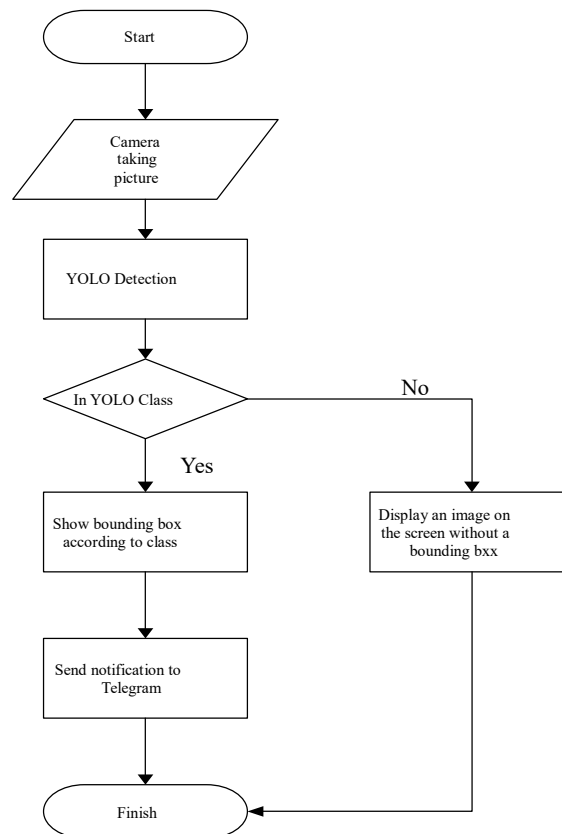 Start
Camera
taking
picture
YOLO Detection
In YOLO Class
No
Yes
Show bounding box
according to class
Display an image on
the screen without a
bounding bxx
Send notification to
Telegram
Finish